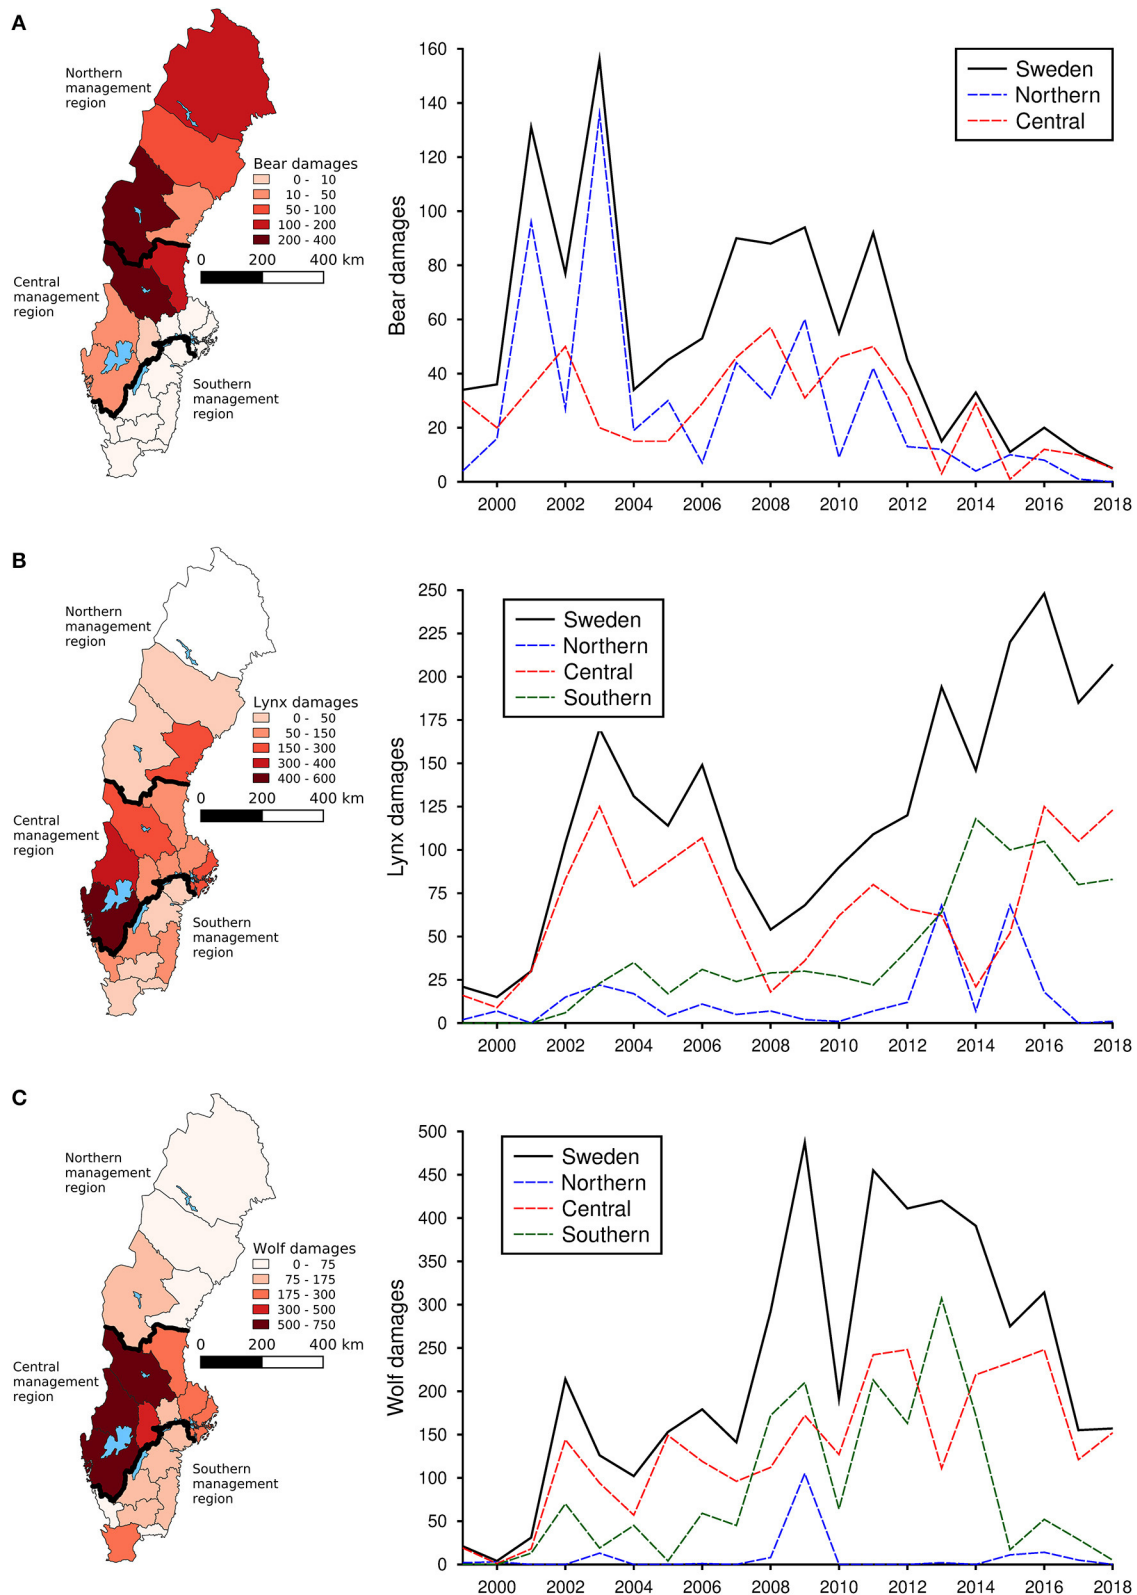 A
Northern
management
region
Bear damages
0 - 10
10 - 50
50 - 100
100 - 200
200 - 400
0 200 400 km
Central
management
region
Southern
management
region
Bear damages
160
140
120
100
80
60
40
20
0
2000 2002 2004 2006 2008 2010 2012 2014 2016 2018
Sweden
Northern
Central
B
Northern
management
region
Lynx damages
0 - 50
50 - 150
150 - 300
300 - 400
400 - 600
0 200 400 km
Central
management
region
Southern
management
region
Lynx damages
250
225
200
175
150
125
100
75
50
25
0
2000 2002 2004 2006 2008 2010 2012 2014 2016 2018
Sweden
Northern
Central
Southern
C
Northern
management
region
Wolf damages
0 - 75
75 - 175
175 - 300
300 - 500
500 - 750
0 200 400 km
Central
management
region
Southern
management
region
Wolf damages
500
450
400
350
300
250
200
150
100
50
0
2000 2002 2004 2006 2008 2010 2012 2014 2016 2018
Sweden
Northern
Central
Southern